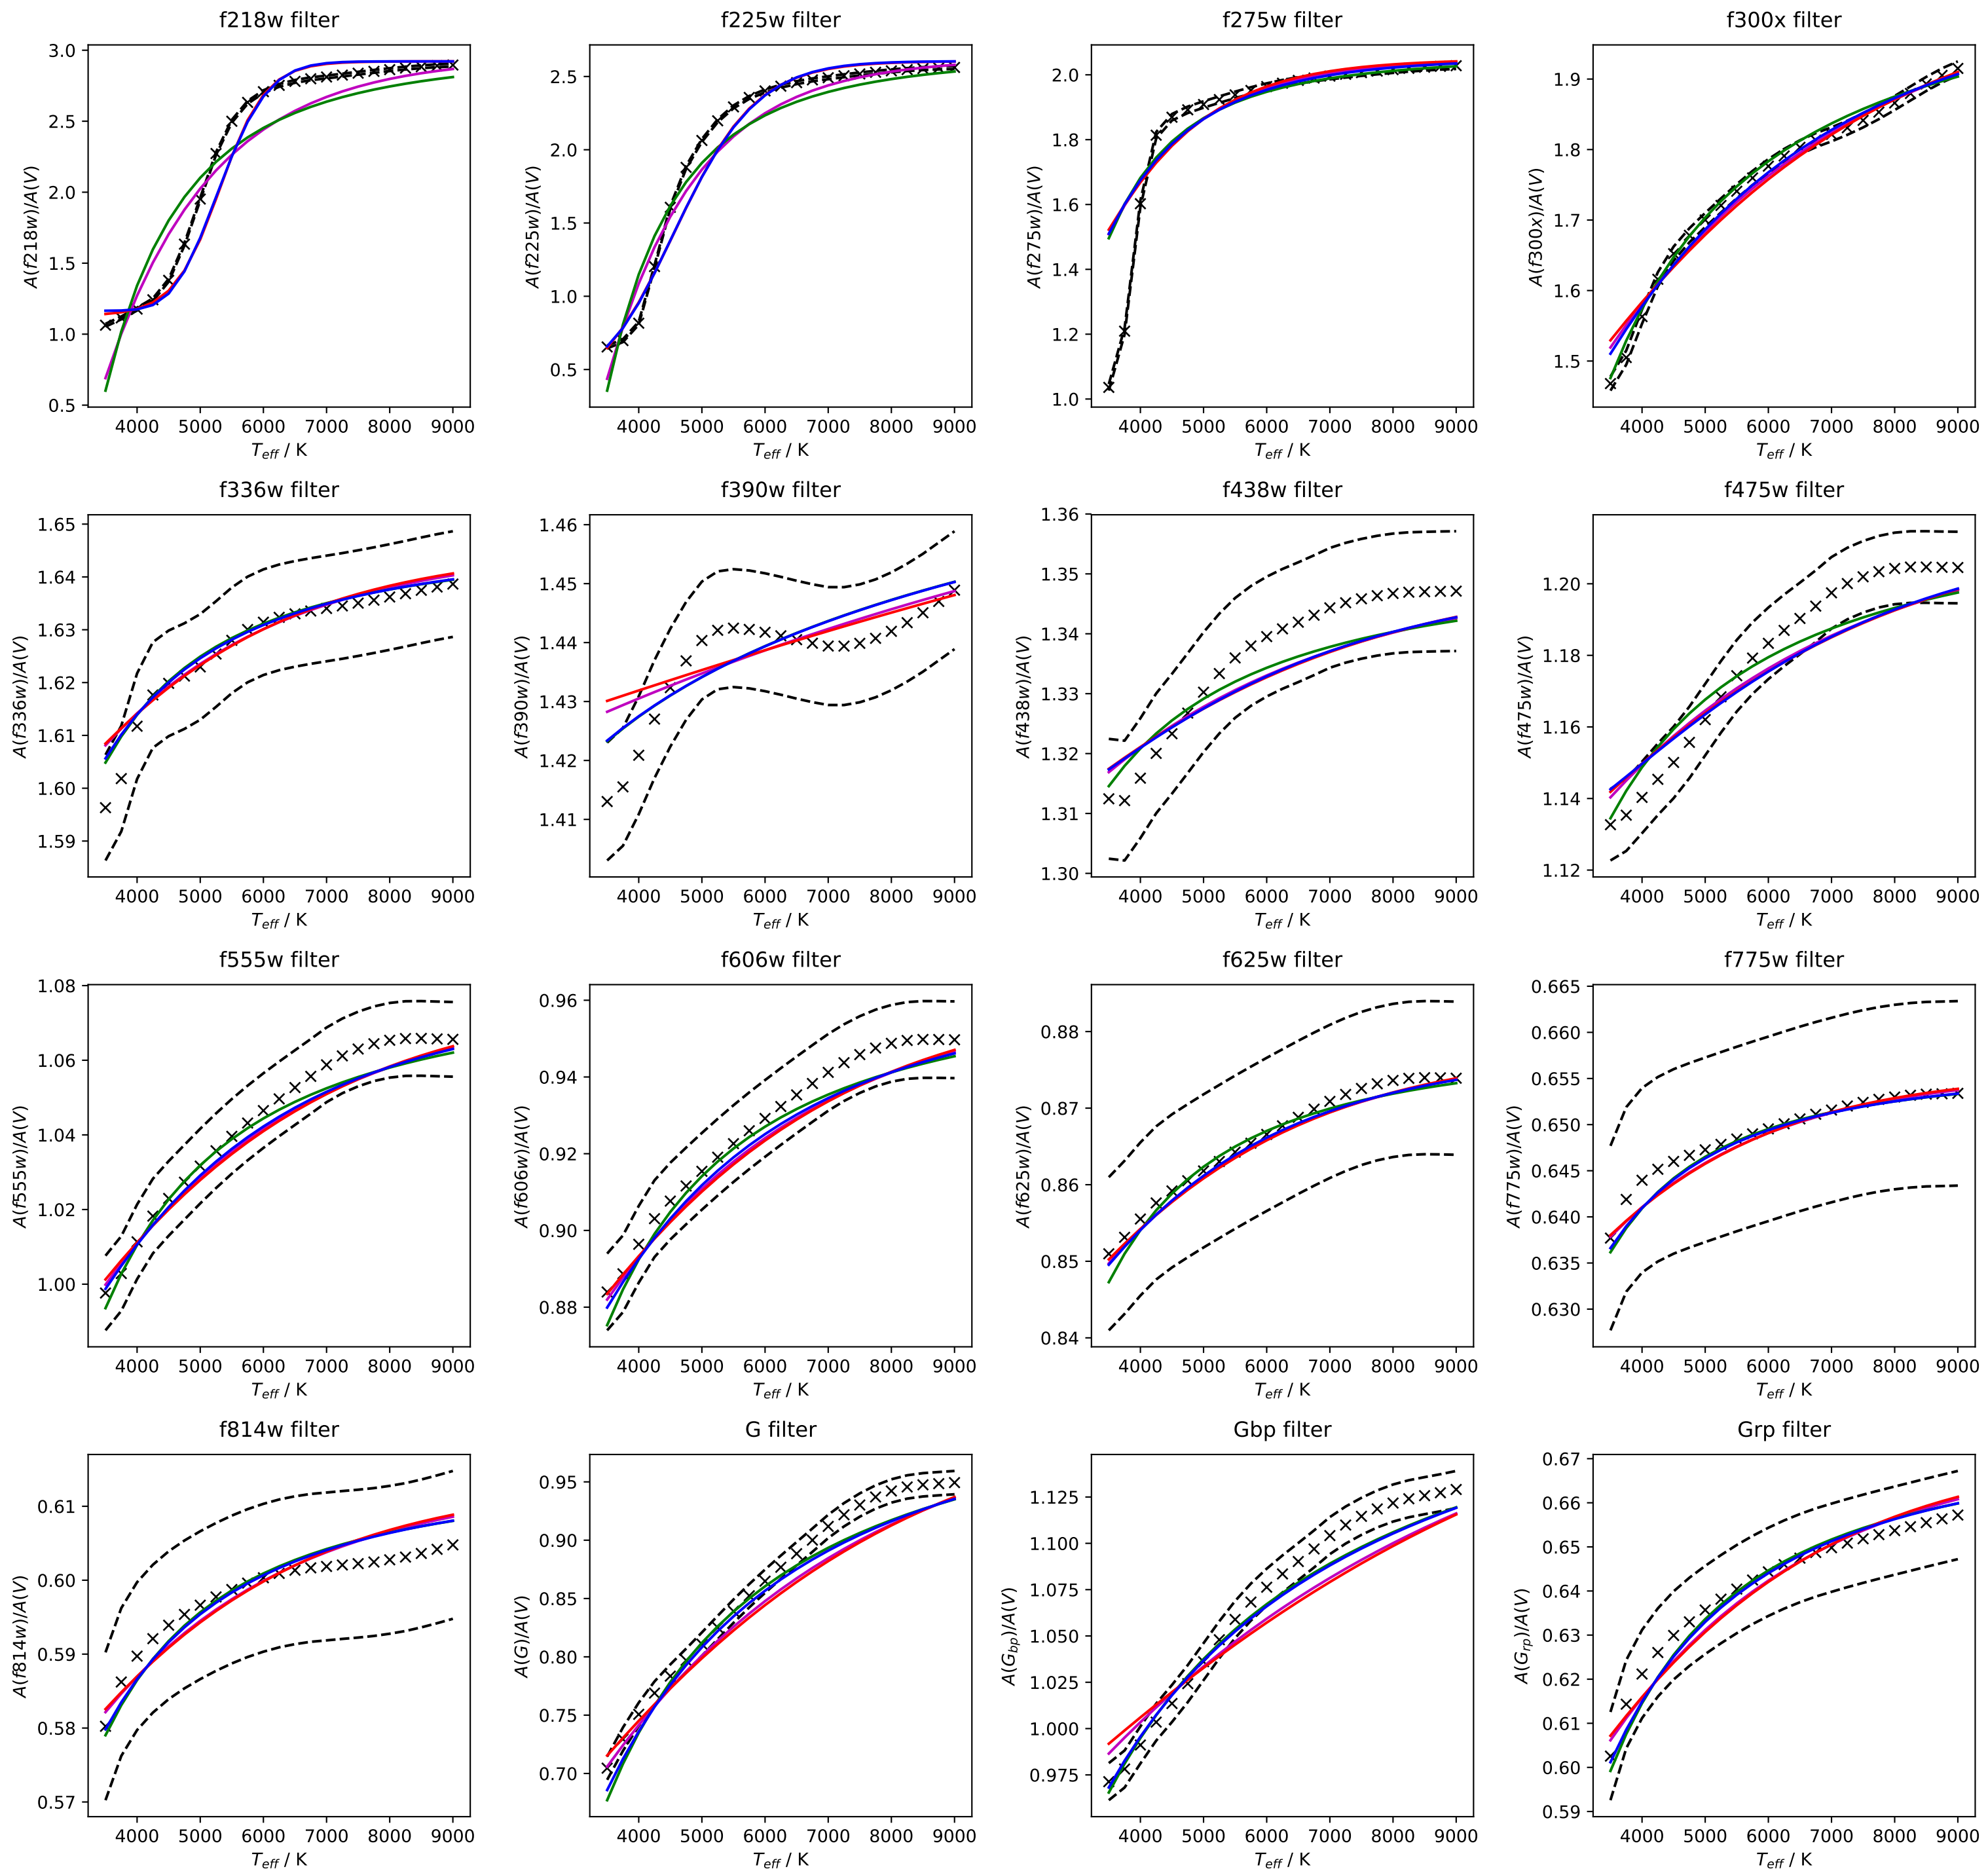 f218w filter
3.0
2.5
2.0
1.5
1.0
0.5
A(f218w)/A(V)
4000 5000 6000 7000 8000 9000
T_eff / K
f225w filter
2.5
2.0
1.5
1.0
0.5
A(f225w)/A(V)
4000 5000 6000 7000 8000 9000
T_eff / K
f275w filter
2.0
1.8
1.6
1.4
1.2
1.0
A(f275w)/A(V)
4000 5000 6000 7000 8000 9000
T_eff / K
f300x filter
1.9
1.8
1.7
1.6
1.5
A(f300x)/A(V)
4000 5000 6000 7000 8000 9000
T_eff / K
f336w filter
1.65
1.64
1.63
1.62
1.61
1.60
1.59
A(f336w)/A(V)
4000 5000 6000 7000 8000 9000
T_eff / K
f390w filter
1.46
1.45
1.44
1.43
1.42
1.41
A(f390w)/A(V)
4000 5000 6000 7000 8000 9000
T_eff / K
f438w filter
1.36
1.35
1.34
1.33
1.32
1.31
1.30
A(f438w)/A(V)
4000 5000 6000 7000 8000 9000
T_eff / K
f475w filter
1.20
1.18
1.16
1.14
1.12
A(f475w)/A(V)
4000 5000 6000 7000 8000 9000
T_eff / K
f555w filter
1.08
1.06
1.04
1.02
1.00
A(f555w)/A(V)
4000 5000 6000 7000 8000 9000
T_eff / K
f606w filter
0.96
0.94
0.92
0.90
0.88
A(f606w)/A(V)
4000 5000 6000 7000 8000 9000
T_eff / K
f625w filter
0.88
0.87
0.86
0.85
0.84
A(f625w)/A(V)
4000 5000 6000 7000 8000 9000
T_eff / K
f775w filter
0.665
0.660
0.655
0.650
0.645
0.640
0.635
0.630
A(f775w)/A(V)
4000 5000 6000 7000 8000 9000
T_eff / K
f814w filter
0.61
0.60
0.59
0.58
0.57
A(f814w)/A(V)
4000 5000 6000 7000 8000 9000
T_eff / K
G filter
0.95
0.90
0.85
0.80
0.75
0.70
A(G)/A(V)
4000 5000 6000 7000 8000 9000
T_eff / K
Gbp filter
1.125
1.100
1.075
1.050
1.025
1.000
0.975
A(G_bp)/A(V)
4000 5000 6000 7000 8000 9000
T_eff / K
Grp filter
0.67
0.66
0.65
0.64
0.63
0.62
0.61
0.60
0.59
A(G_rp)/A(V)
4000 5000 6000 7000 8000 9000
T_eff / K